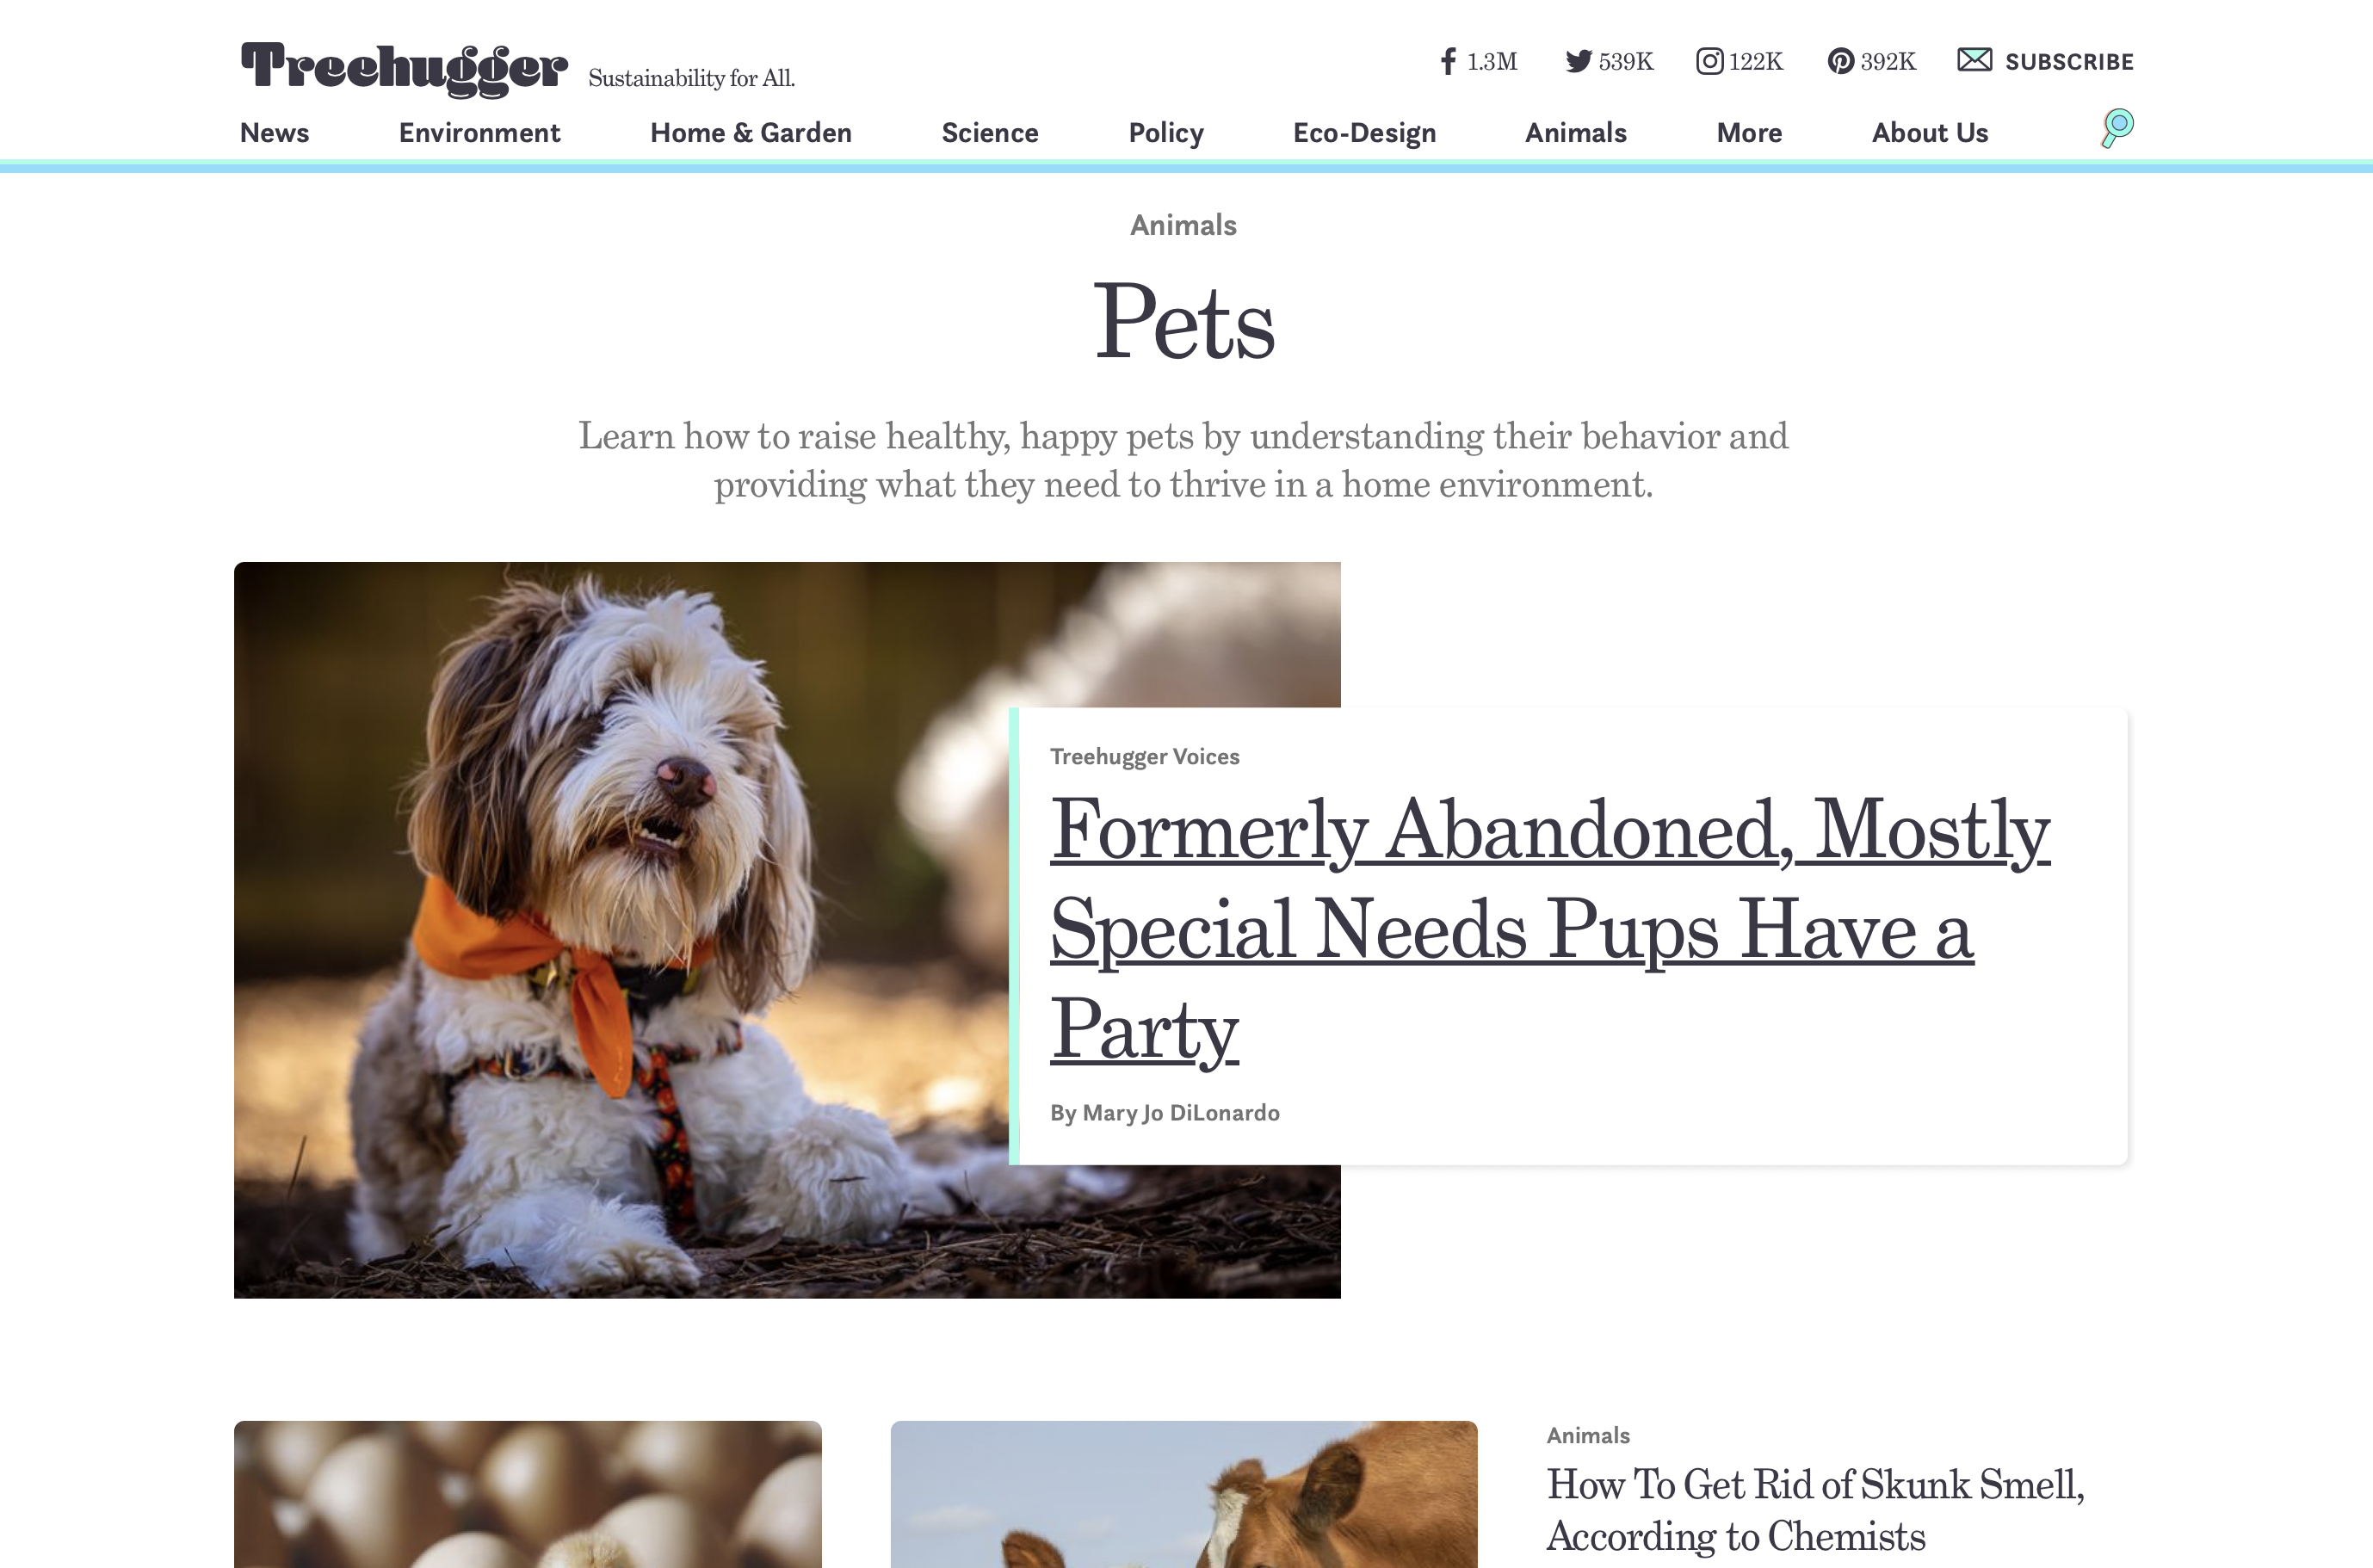 Treehugger Sustainability for All.
1.3M 539K 122K 392K SUBSCRIBE
News Environment Home & Garden Science Policy Eco-Design Animals More About Us
Animals
Pets
Learn how to raise healthy, happy pets by understanding their behavior and
providing what they need to thrive in a home environment.
Treehugger Voices
Formerly Abandoned, Mostly
Special Needs Pups Have a
Party
By Mary Jo DiLonardo
Animals
How To Get Rid of Skunk Smell,
According to Chemists